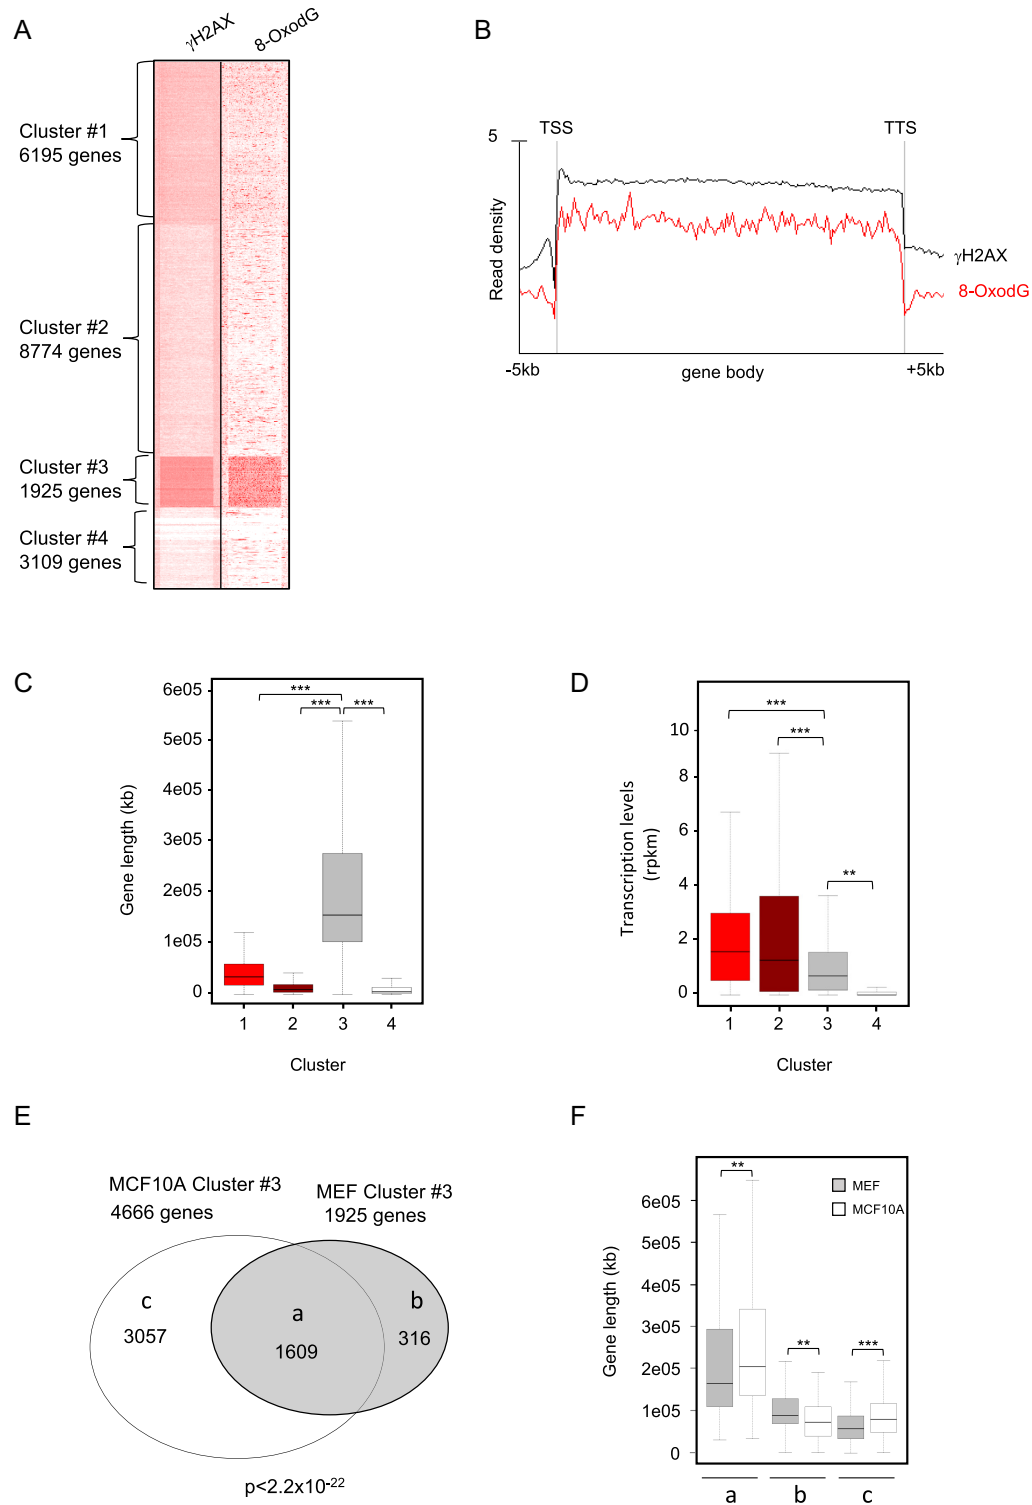 A
γH2AX
8-OxodG
Cluster #1
6195 genes
Cluster #2
8774 genes
Cluster #3
1925 genes
Cluster #4
3109 genes
B
5
TSS
TTS
Read density
γH2AX
8-OxodG
-5kb
gene body
+5kb
C
6e05
5e05
4e05
3e05
2e05
1e05
0
Gene length (kb)
***
***
***
1 2 3 4
Cluster
D
10
8
6
4
2
0
Transcription levels
(rpkm)
***
***
**
1 2 3 4
Cluster
E
MCF10A Cluster #3
4666 genes
MEF Cluster #3
1925 genes
c
3057
a
1609
b
316
p<2.2x10⁻²²
F
6e05
5e05
4e05
3e05
2e05
1e05
0
Gene length (kb)
**
**
***
MEF
MCF10A
a b c